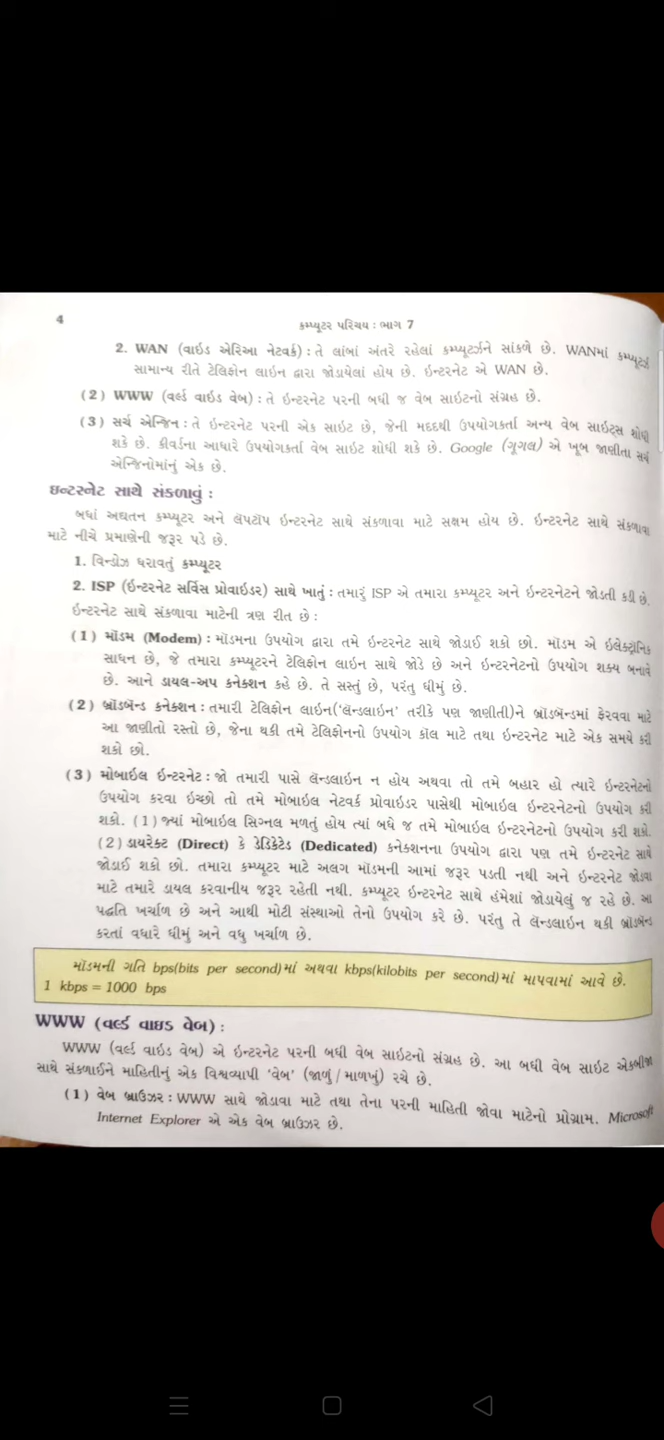 4
કમ્પ્યૂટર પરિચય : ભાગ 7
2. WAN (વાઇડ એરિઆ નેટવર્ક) : તે લાંબાં અંતરે રહેલાં કમ્પ્યૂટર્ઝને સાંકળે છે. WANમાં કમ્પ્યૂટર્ઝ
સામાન્ય રીતે ટેલિફોન લાઇન દ્વારા જોડાયેલાં હોય છે. ઇન્ટરનેટ એ WAN છે.
(2) WWW (વર્લ્ડ વાઇડ વેબ) : તે ઇન્ટરનેટ પરની બધી જ વેબ સાઇટનો સંગ્રહ છે.
(3) સર્ચ એન્જિન : તે ઇન્ટરનેટ પરની એક સાઇટ છે, જેની મદદથી ઉપયોગકર્તા અન્ય વેબ સાઇટ્સ શોધી
શકે છે. કીવર્ડના આધારે ઉપયોગકર્તા વેબ સાઇટ શોધી શકે છે. Google (ગૂગલ) એ ખૂબ જાણીતા સર્ચ
એન્જિનોમાંનું એક છે.
ઇન્ટરનેટ સાથે સંકળાવું :
બધાં અદ્યતન કમ્પ્યૂટર અને લૅપટૉપ ઇન્ટરનેટ સાથે સંકળાવા માટે સક્ષમ હોય છે. ઇન્ટરનેટ સાથે સંકળાવા
માટે નીચે પ્રમાણેની જરૂર પડે છે.
1. વિન્ડોઝ ધરાવતું કમ્પ્યૂટર
2. ISP (ઇન્ટરનેટ સર્વિસ પ્રોવાઇડર) સાથે ખાતું : તમારું ISP એ તમારા કમ્પ્યૂટર અને ઇન્ટરનેટને જોડતી કડી છે.
ઇન્ટરનેટ સાથે સંકળાવા માટેની ત્રણ રીત છે :
(1) મૉડમ (Modem) : મૉડમના ઉપયોગ દ્વારા તમે ઇન્ટરનેટ સાથે જોડાઈ શકો છો. મૉડમ એ ઇલેક્ટ્રૉનિક
સાધન છે, જે તમારા કમ્પ્યૂટરને ટેલિફોન લાઇન સાથે જોડે છે અને ઇન્ટરનેટનો ઉપયોગ શક્ય બનાવે
છે. આને ડાયલ-અપ કનેક્શન કહે છે. તે સસ્તું છે, પરંતુ ધીમું છે.
(2) બ્રૉડબૅન્ડ કનેક્શન : તમારી ટેલિફોન લાઇન(‘લૅન્ડલાઇન’ તરીકે પણ જાણીતી)ને બ્રૉડબૅન્ડમાં ફેરવવા માટે
આ જાણીતો રસ્તો છે, જેના થકી તમે ટેલિફોનનો ઉપયોગ કૉલ માટે તથા ઇન્ટરનેટ માટે એક સમયે કરી
શકો છો.
(3) મોબાઇલ ઇન્ટરનેટ : જો તમારી પાસે લૅન્ડલાઇન ન હોય અથવા તો તમે બહાર હો ત્યારે ઇન્ટરનેટનો
ઉપયોગ કરવા ઇચ્છો તો તમે મોબાઇલ નેટવર્ક પ્રોવાઇડર પાસેથી મોબાઇલ ઇન્ટરનેટનો ઉપયોગ કરી
શકો. (1) જ્યાં મોબાઇલ સિગ્નલ મળતું હોય ત્યાં બધે જ તમે મોબાઇલ ઇન્ટરનેટનો ઉપયોગ કરી શકો.
(2) ડાયરેક્ટ (Direct) કે ડેડિકેટેડ (Dedicated) કનેક્શનના ઉપયોગ દ્વારા પણ તમે ઇન્ટરનેટ સાથે
જોડાઈ શકો છો. તમારા કમ્પ્યૂટર માટે અલગ મૉડમની આમાં જરૂર પડતી નથી અને ઇન્ટરનેટ જોડવા
માટે તમારે ડાયલ કરવાનીય જરૂર રહેતી નથી. કમ્પ્યૂટર ઇન્ટરનેટ સાથે હંમેશાં જોડાયેલું જ રહે છે. આ
પદ્ધતિ ખર્ચાળ છે અને આથી મોટી સંસ્થાઓ તેનો ઉપયોગ કરે છે. પરંતુ તે લૅન્ડલાઇન થકી બ્રૉડબૅન્ડ
કરતાં વધારે ધીમું અને વધુ ખર્ચાળ છે.
મૉડમની ગતિ bps(bits per second)માં અથવા kbps(kilobits per second)માં માપવામાં આવે છે.
1 kbps = 1000 bps
WWW (વર્લ્ડ વાઇડ વેબ) :
WWW (વર્લ્ડ વાઇડ વેબ) એ ઇન્ટરનેટ પરની બધી વેબ સાઇટનો સંગ્રહ છે. આ બધી વેબ સાઇટ એકબીજા
સાથે સંકળાઈને માહિતીનું એક વિશ્વવ્યાપી ‘વેબ’ (જાળું / માળખું) રચે છે.
(1) વેબ બ્રાઉઝર : WWW સાથે જોડાવા માટે તથા તેના પરની માહિતી જોવા માટેનો પ્રોગ્રામ. Microsoft
Internet Explorer એ એક વેબ બ્રાઉઝર છે.